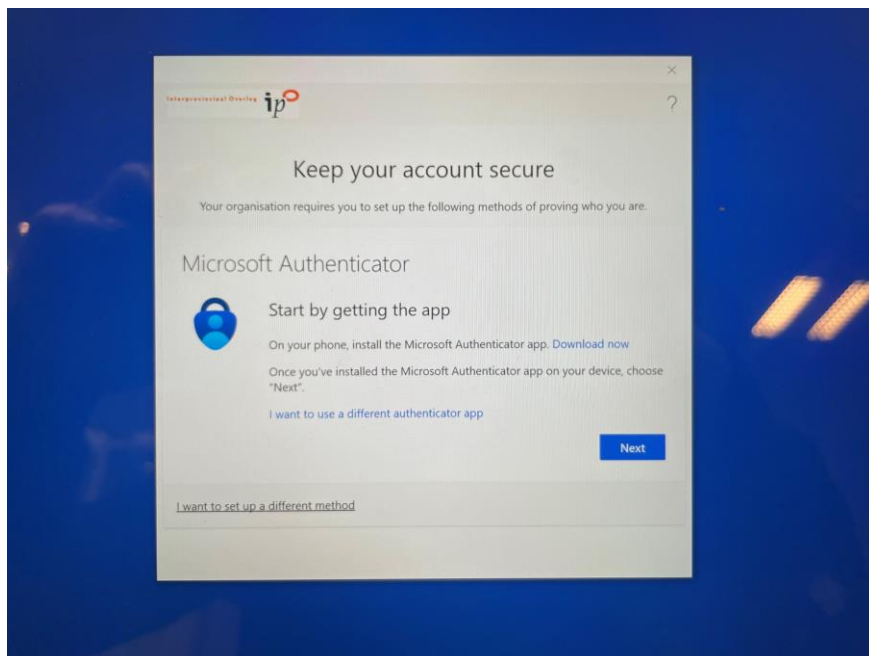 Interprovinciaal Overleg ipo
Keep your account secure
Your organisation requires you to set up the following methods of proving who you are.
Microsoft Authenticator
Start by getting the app
On your phone, install the Microsoft Authenticator app. Download now
Once you've installed the Microsoft Authenticator app on your device, choose
"Next".
I want to use a different authenticator app
Next
I want to set up a different method